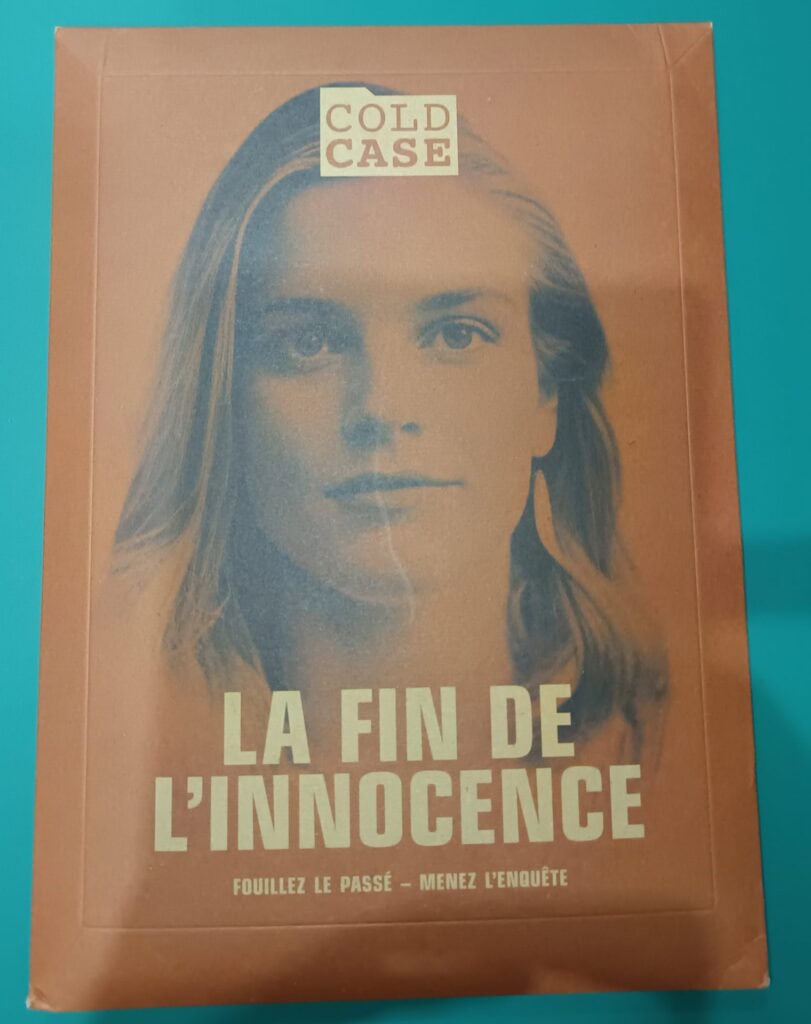 COLD
CASE
LA FIN DE
L'INNOCENCE
FOUILLEZ LE PASSÉ – MENEZ L'ENQUÊTE